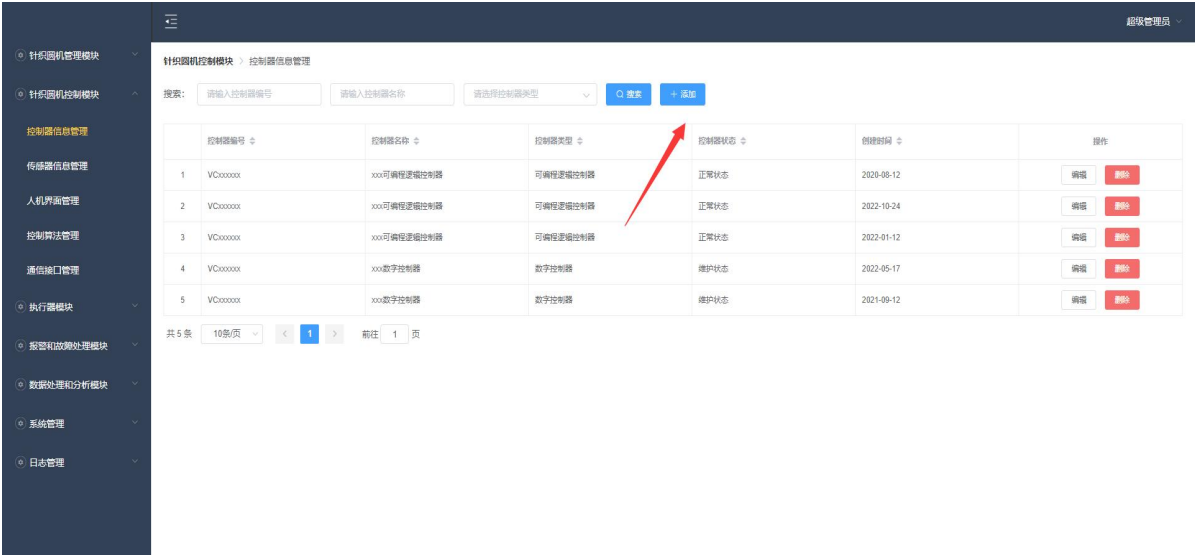 超级管理员
针织圆机管理模块
针织圆机控制模块
控制器信息管理
传感器信息管理
人机界面管理
控制算法管理
通信接口管理
执行器模块
报警和故障处理模块
数据处理和分析模块
系统管理
日志管理
针织圆机控制模块 > 控制器信息管理
搜索: 请输入控制器编号 请输入控制器名称 请选择控制器类型 搜索 + 添加
控制器编号 控制器名称 控制器类型 控制器状态 创建时间 操作
1 VCxxxxxx xxx可编程逻辑控制器 可编程逻辑控制器 正常状态 2020-08-12 编辑 删除
2 VCxxxxxx xxx可编程逻辑控制器 可编程逻辑控制器 正常状态 2022-10-24 编辑 删除
3 VCxxxxxx xxx可编程逻辑控制器 可编程逻辑控制器 正常状态 2022-01-12 编辑 删除
4 VCxxxxxx xxx数字控制器 数字控制器 维护状态 2022-05-17 编辑 删除
5 VCxxxxxx xxx数字控制器 数字控制器 维护状态 2021-09-12 编辑 删除
共 5 条 10条/页 < 1 > 前往 1 页